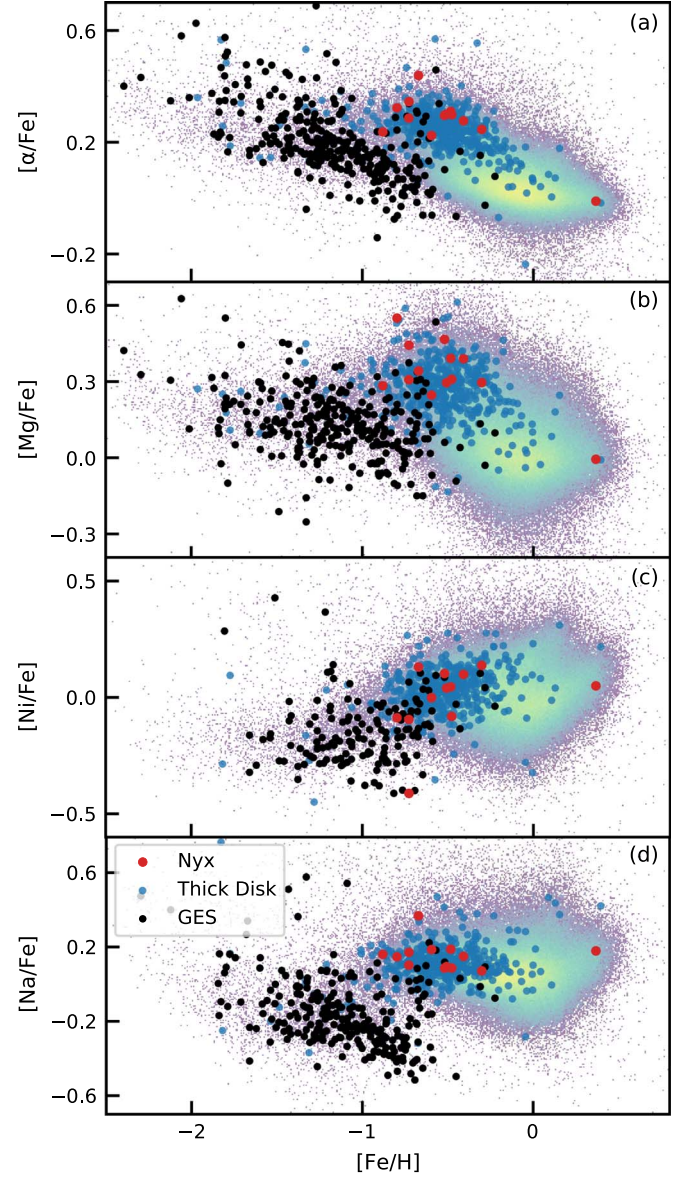 (a)
0.6
0.2
−0.2
[α/Fe]
(b)
0.6
0.3
0.0
−0.3
[Mg/Fe]
(c)
0.5
0.0
−0.5
[Ni/Fe]
(d)
Nyx
Thick Disk
GES
0.6
0.2
−0.2
−0.6
[Na/Fe]
−2 −1 0
[Fe/H]